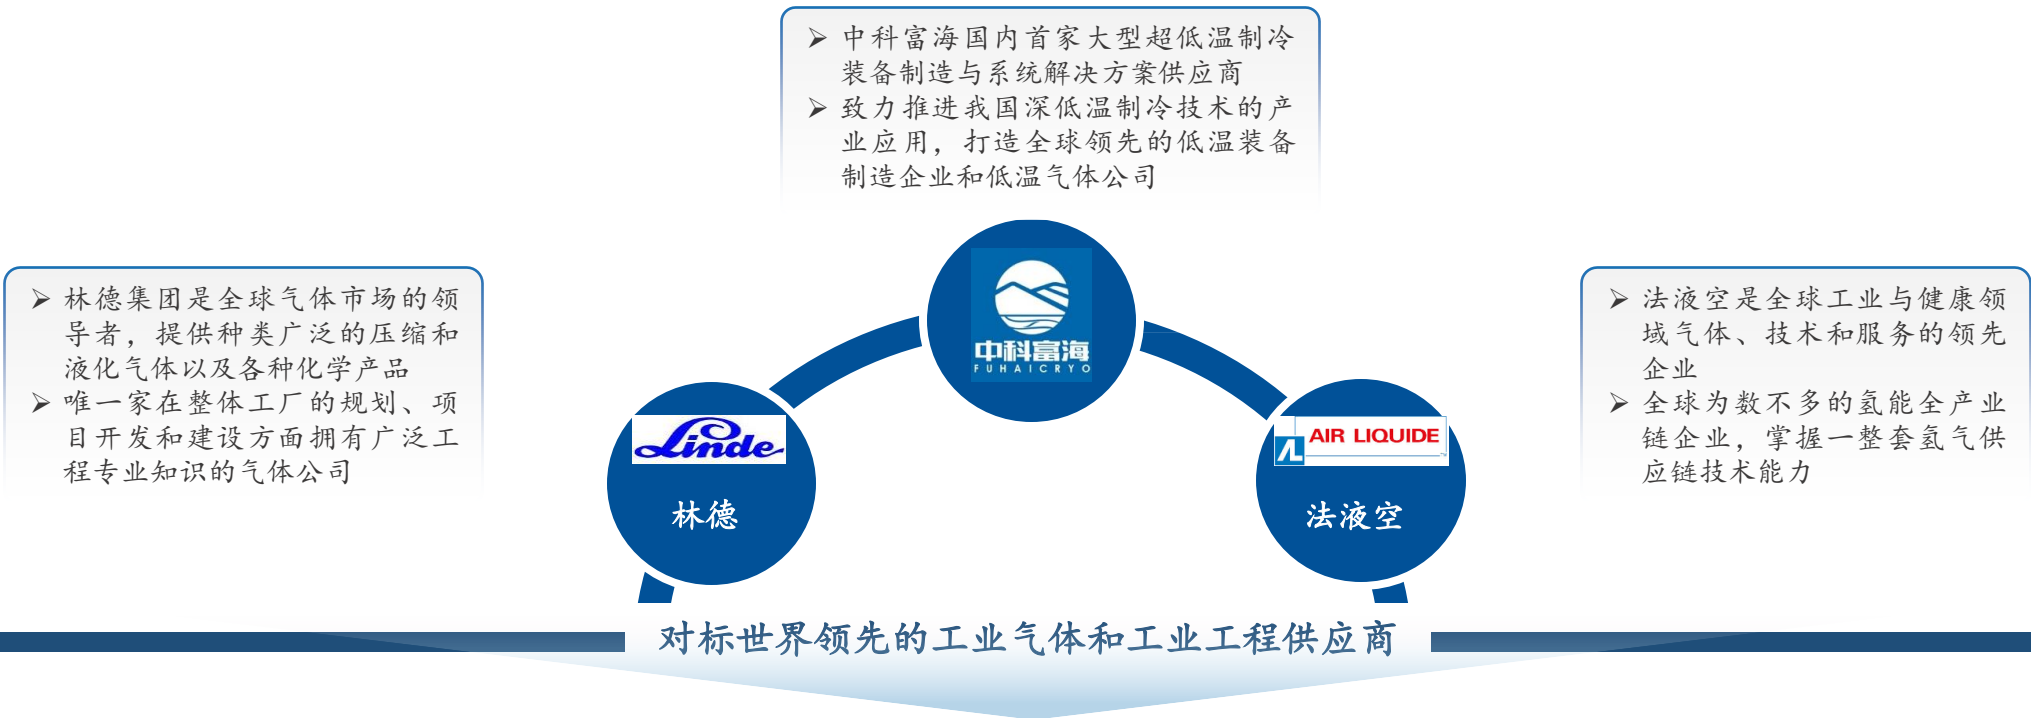 ➢ 中科富海国内首家大型超低温制冷
装备制造与系统解决方案供应商
➢ 致力推进我国深低温制冷技术的产
业应用，打造全球领先的低温装备
制造企业和低温气体公司
中科富海
FUHAICRYO
➢ 林德集团是全球气体市场的领
导者，提供种类广泛的压缩和
液化气体以及各种化学产品
➢ 唯一家在整体工厂的规划、项
目开发和建设方面拥有广泛工
程专业知识的气体公司
Linde
林德
AL
AIR LIQUIDE
TM
法液空
➢ 法液空是全球工业与健康领
域气体、技术和服务的领先
企业
➢ 全球为数不多的氢能全产业
链企业，掌握一整套氢气供
应链技术能力
对标世界领先的工业气体和工业工程供应商